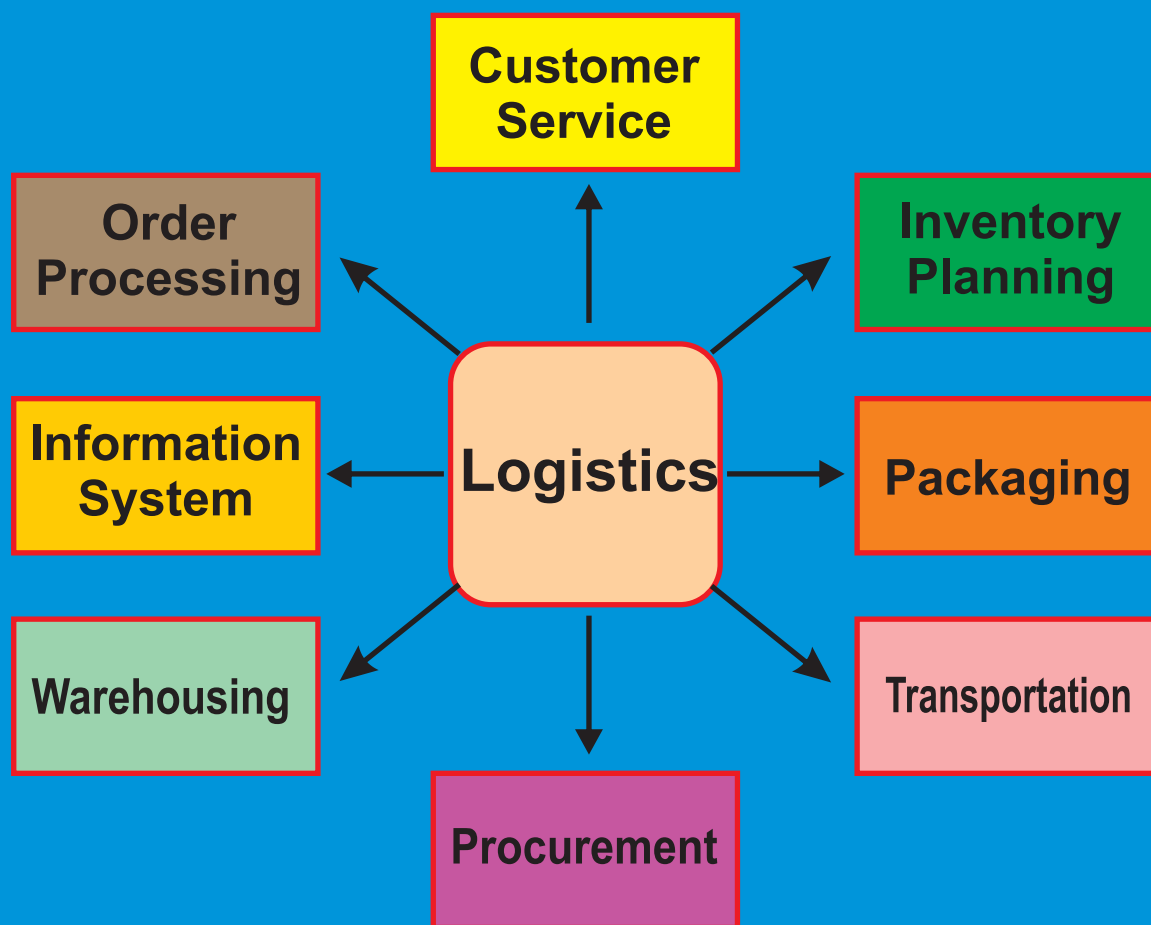 Customer
Service
Order
Processing
Inventory
Planning
Information
System
Logistics
Packaging
Warehousing
Transportation
Procurement